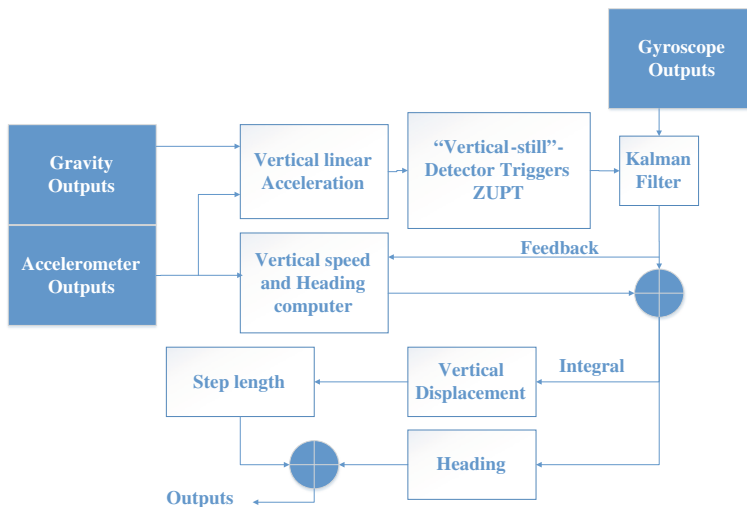 Gyroscope
Outputs
Gravity
Outputs
Vertical linear
Acceleration
“Vertical-still”-
Detector Triggers
ZUPT
Kalman
Filter
Accelerometer
Outputs
Vertical speed
and Heading
computer
Feedback
Step length
Vertical
Displacement
Integral
Heading
Outputs